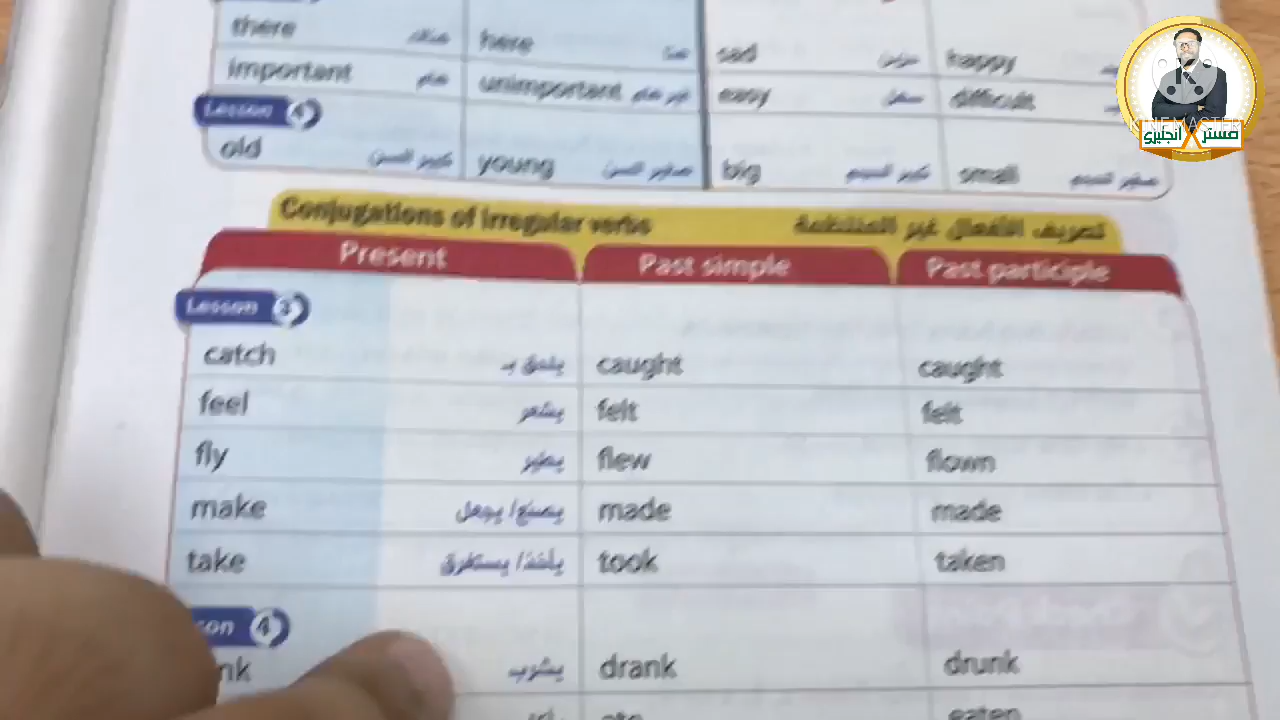 there هناك here هنا sad حزين happy
important هام unimportant غير هام easy سهل difficult
Lesson 4
old كبير السن young صغير السن big كبير الحجم small صغير الحجم
Conjugations of irregular verbs تصريف الأفعال غير المنتظمة
Present Past simple Past participle
Lesson 3
catch يلحق بـ caught caught
feel يشعر felt felt
fly يطير flew flown
make يصنع/ يجعل made made
take يأخذ/ يستغرق took taken
4
يشرب drank drunk
ate eaten
KINEMASTER
مستر X انجليزي